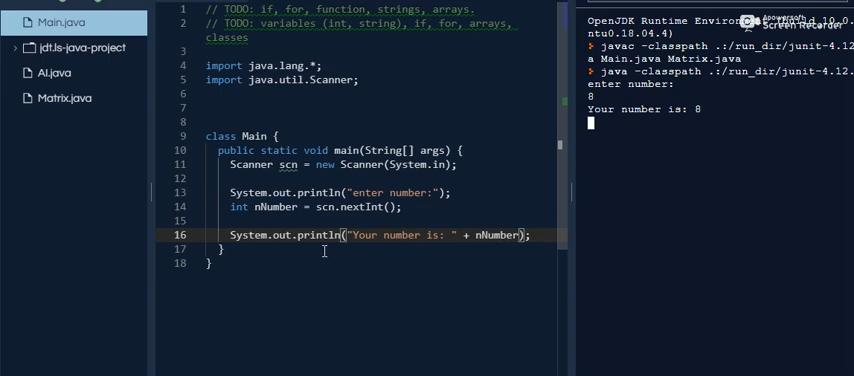 Main.java
jdt.ls-java-project
AI.java
Matrix.java
1 // TODO: if, for, function, strings, arrays.
2 // TODO: variables (int, string), if, for, arrays,
classes
3
4 import java.lang.*;
5 import java.util.Scanner;
6
7
8
9 class Main {
10 public static void main(String[] args) {
11 Scanner scn = new Scanner(System.in);
12
13 System.out.println("enter number:");
14 int nNumber = scn.nextInt();
15
16 System.out.println("Your number is: " + nNumber);
17 }
18 }
OpenJDK Runtime 10.0.
ntu0.18.04.4)
javac -classpath .:/run_dir/junit-4.12
a Main.java Matrix.java
java -classpath .:/run_dir/junit-4.12.
enter number:
8
Your number is: 8
Apowersoft
Screen Recorder